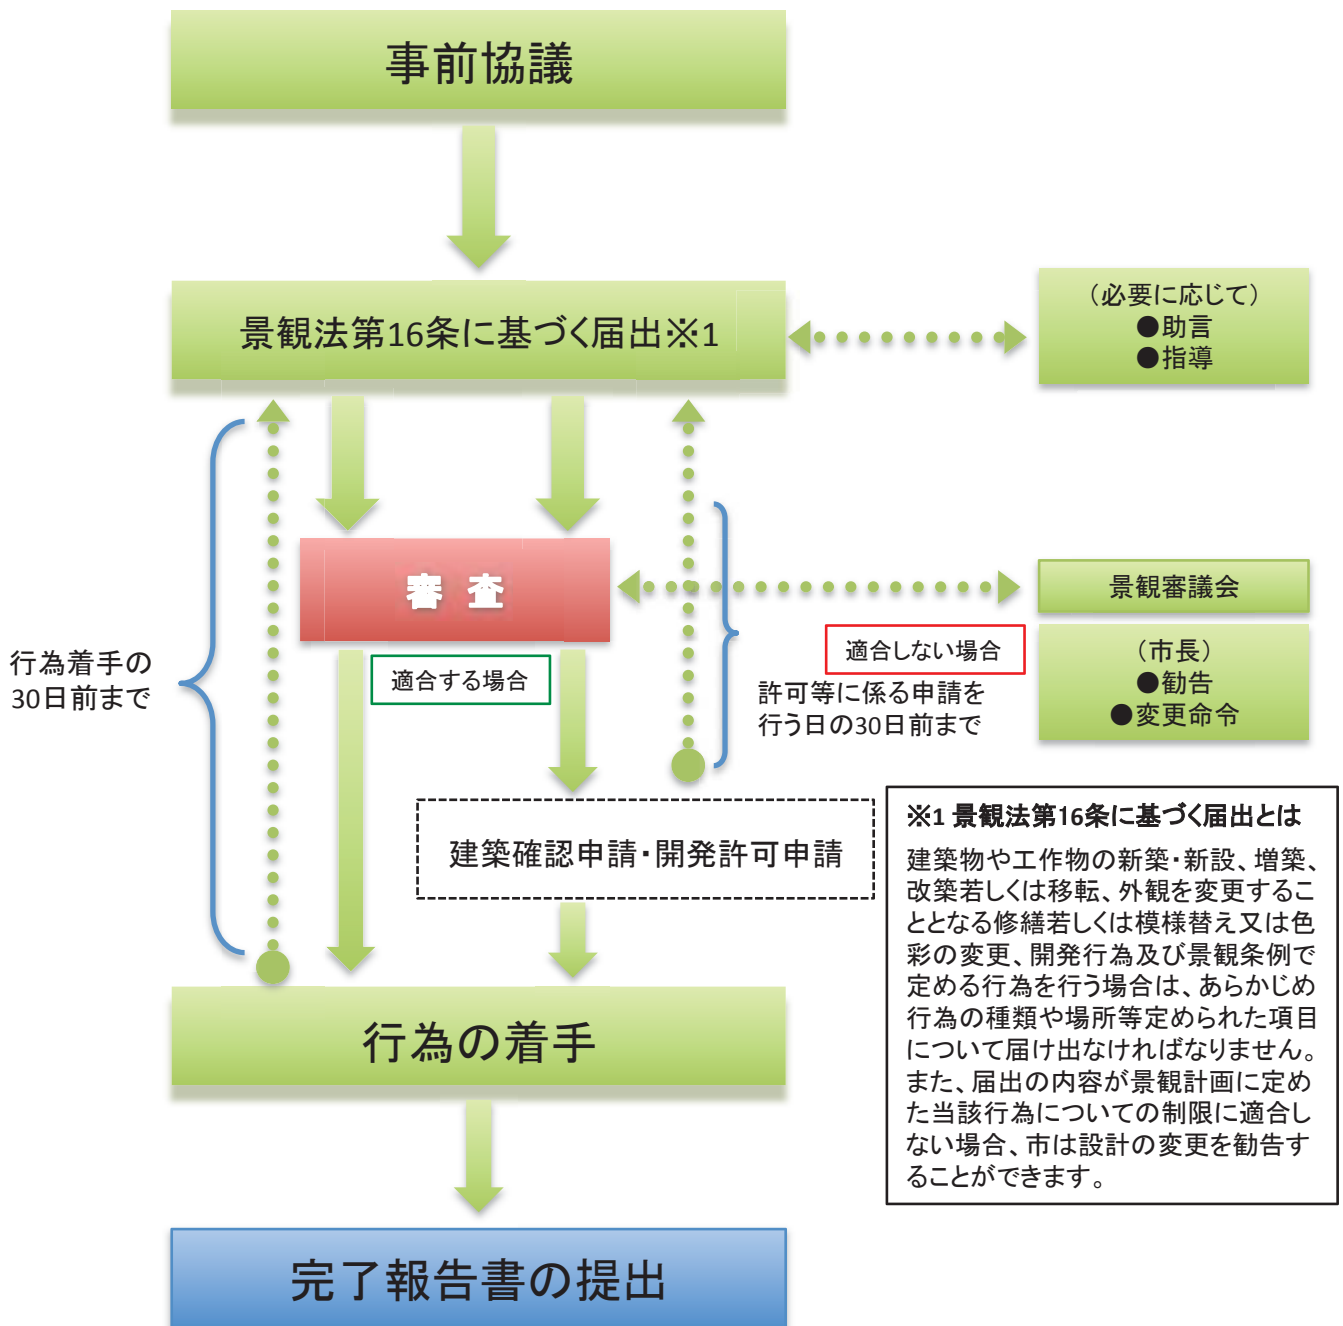 事前協議
景観法第16条に基づく届出※1
（必要に応じて）
●助言
●指導
審 査
景観審議会
行為着手の
30日前まで
適合する場合
適合しない場合
許可等に係る申請を
行う日の30日前まで
（市長）
●勧告
●変更命令
建築確認申請・開発許可申請
※1 景観法第16条に基づく届出とは
建築物や工作物の新築・新設、増築、
改築若しくは移転、外観を変更するこ
ととなる修繕若しくは模様替え又は色
彩の変更、開発行為及び景観条例で
定める行為を行う場合は、あらかじめ
行為の種類や場所等定められた項目
について届け出なければなりません。
また、届出の内容が景観計画に定め
た当該行為についての制限に適合し
ない場合、市は設計の変更を勧告す
ることができます。
行為の着手
完了報告書の提出